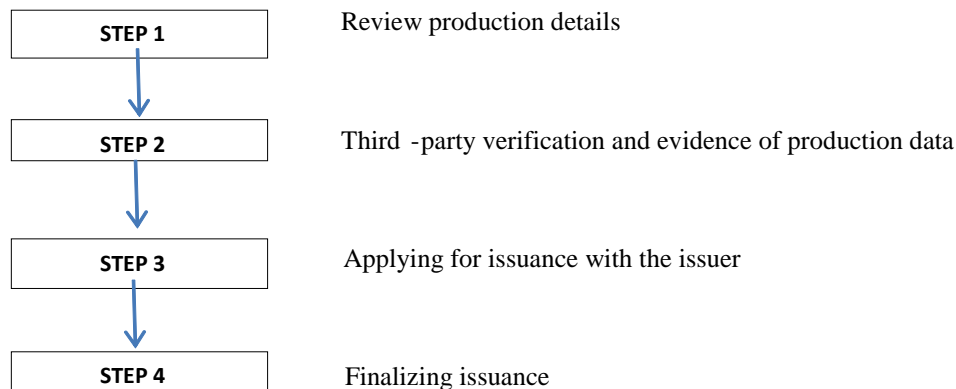 STEP 1 Review production details
STEP 2 Third -party verification and evidence of production data
STEP 3 Applying for issuance with the issuer
STEP 4 Finalizing issuance